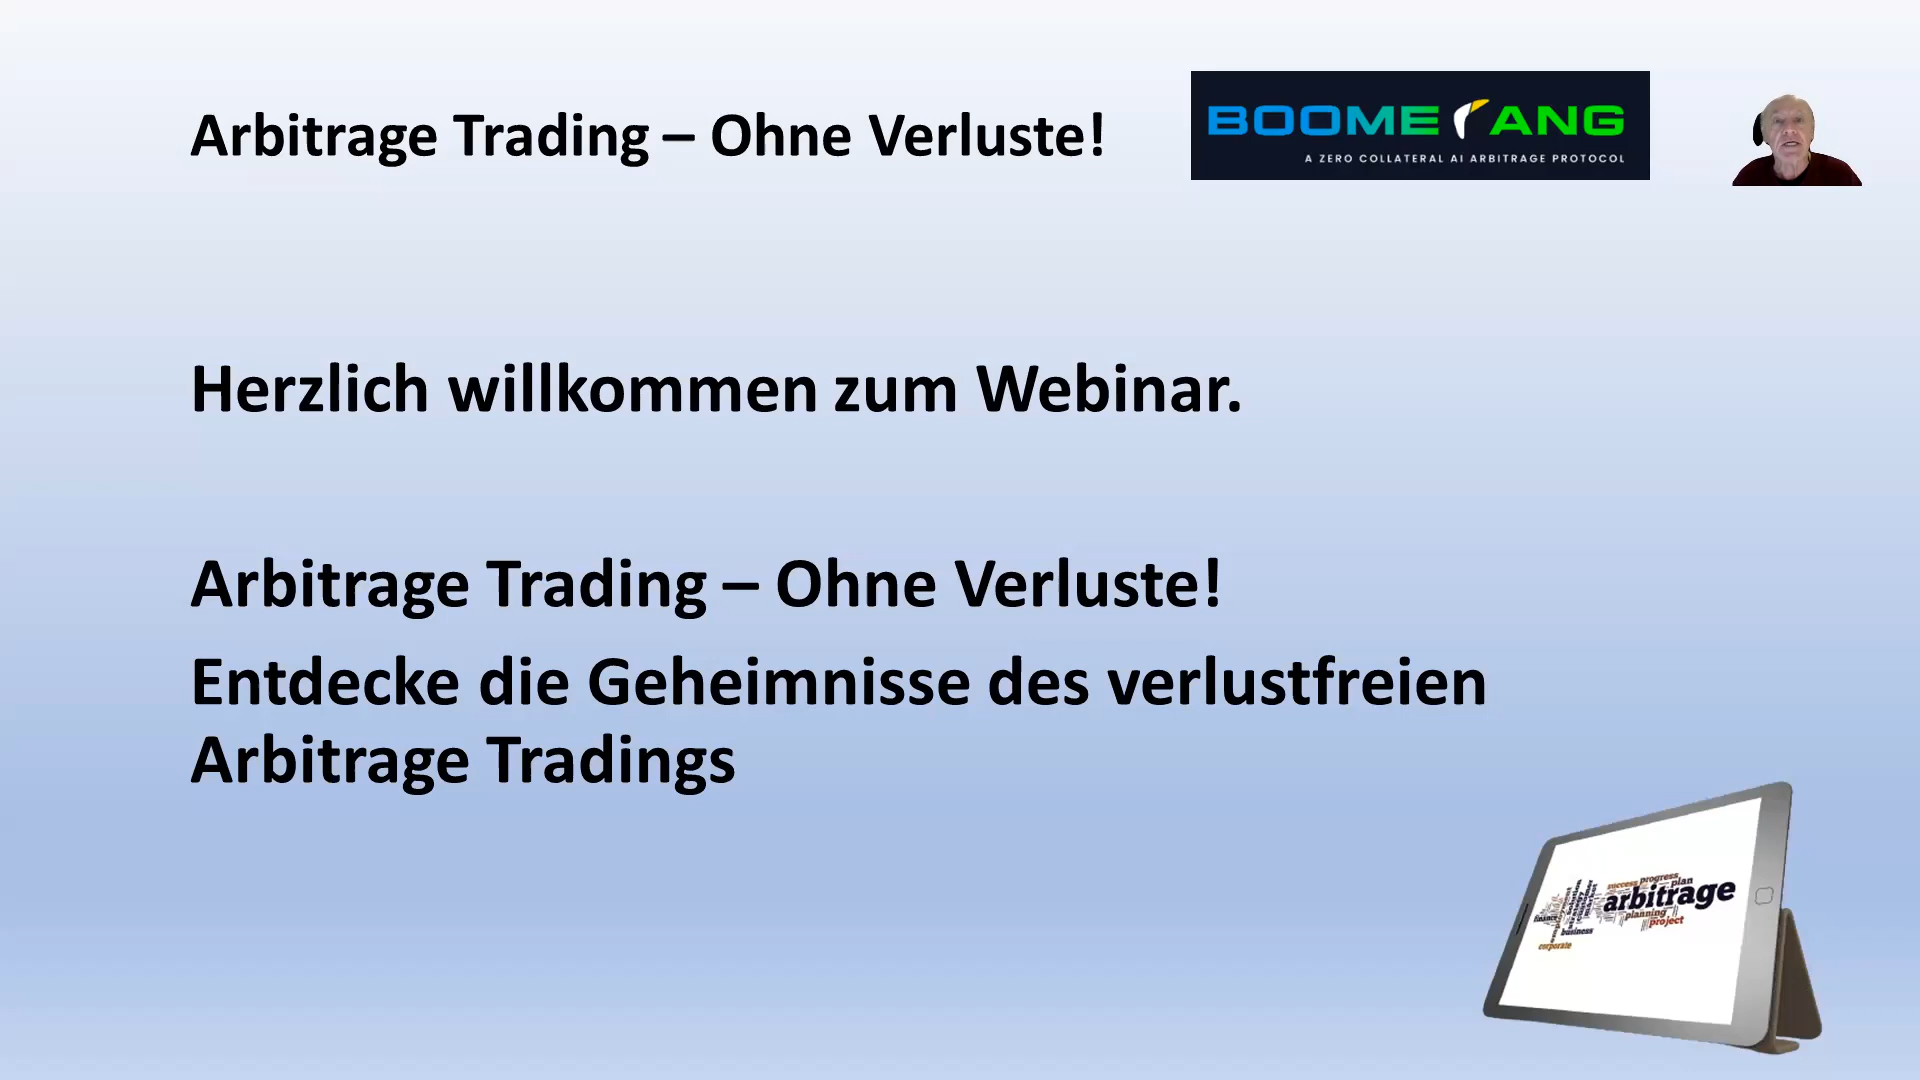 Arbitrage Trading – Ohne Verluste!
BOOMERANG
A ZERO COLLATERAL AI ARBITRAGE PROTOCOL
Herzlich willkommen zum Webinar.
Arbitrage Trading – Ohne Verluste!
Entdecke die Geheimnisse des verlustfreien
Arbitrage Tradings
success progress plan
arbitrage
finance
planning
project
business
corporate